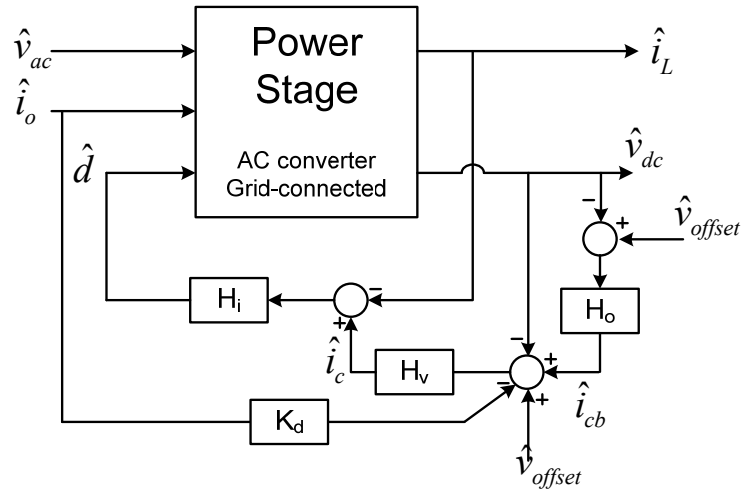 v̂ac
îo
d̂
Power
Stage
AC converter
Grid-connected
îL
v̂dc
−
+
v̂offset
Hi
−
+
Ho
îc
Hv
−
+
−
+
îcb
Kd
v̂offset